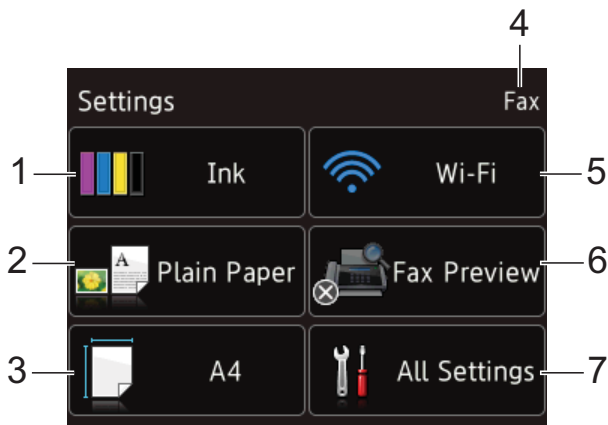 4
Settings Fax
1 Ink Wi-Fi 5
2 A Plain Paper Fax Preview 6
3 A4 All Settings 7